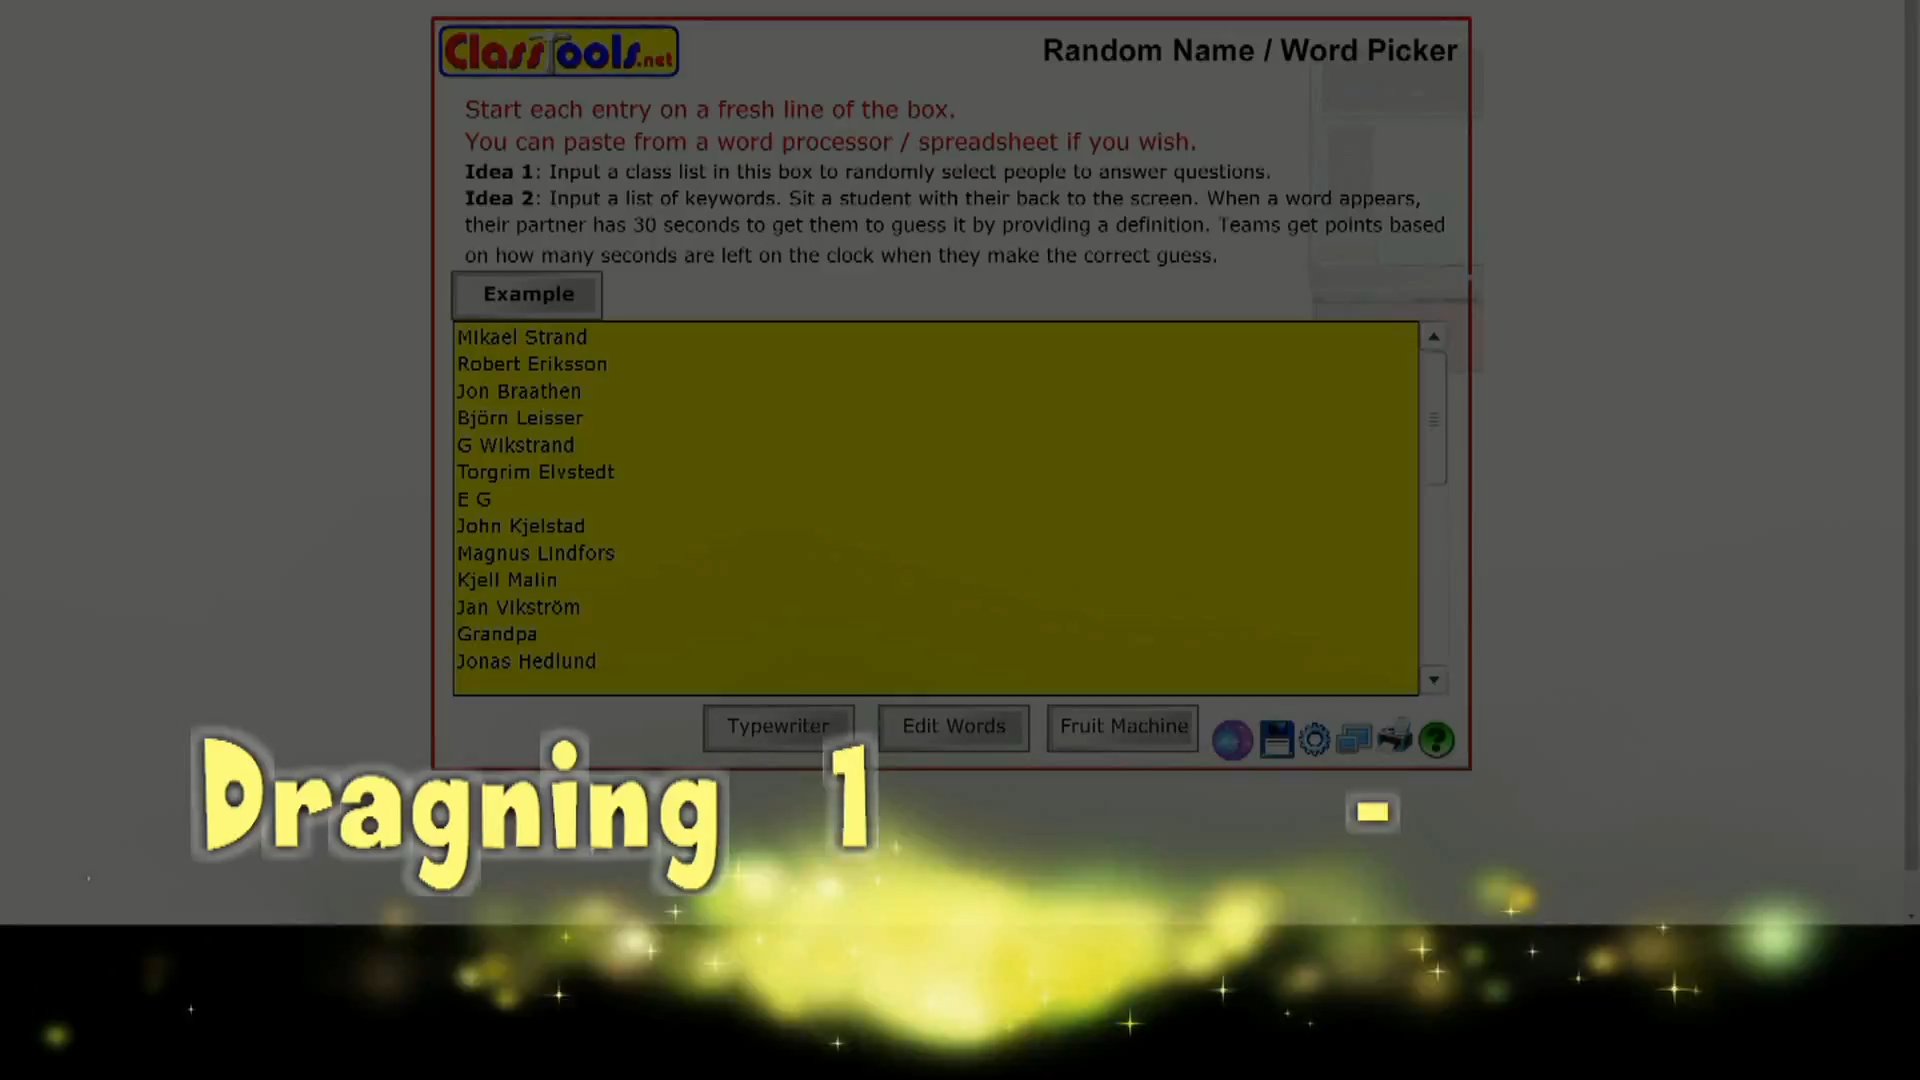 ClassTools.net
Random Name / Word Picker
Start each entry on a fresh line of the box.
You can paste from a word processor / spreadsheet if you wish.
Idea 1: Input a class list in this box to randomly select people to answer questions.
Idea 2: Input a list of keywords. Sit a student with their back to the screen. When a word appears,
their partner has 30 seconds to get them to guess it by providing a definition. Teams get points based
on how many seconds are left on the clock when they make the correct guess.
Example
MIkael Strand
Robert Eriksson
Jon Braathen
Björn Leisser
G WIkstrand
Torgrim Elvstedt
E G
John Kjelstad
Magnus LIndfors
Kjell Malin
Jan VIkström
Grandpa
Jonas Hedlund
Typewriter
Edit Words
Fruit Machine
?
Dragning 1 -